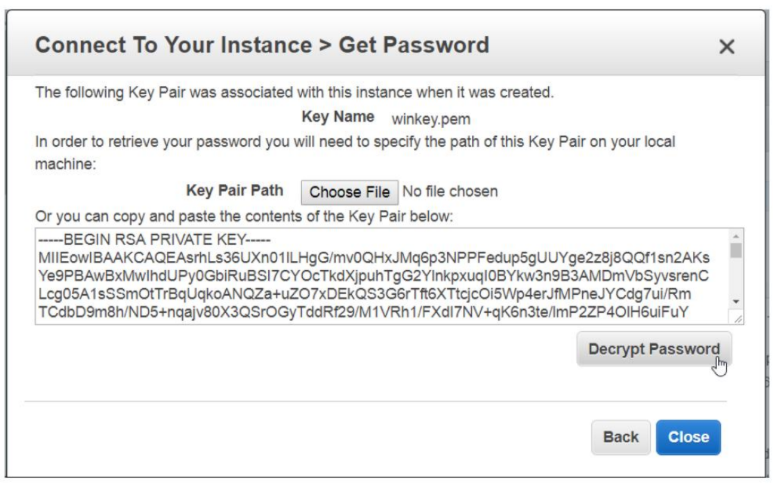 Connect To Your Instance > Get Password
The following Key Pair was associated with this instance when it was created.
Key Name winkey.pem
In order to retrieve your password you will need to specify the path of this Key Pair on your local
machine:
Key Pair Path Choose File No file chosen
Or you can copy and paste the contents of the Key Pair below:
-----BEGIN RSA PRIVATE KEY-----
MIIEowIBAAKCAQEAsrhLs36UXn01ILHgG/mv0QHxJMq6p3NPPFedup5gUUYge2z8j8QQf1sn2AKs
Ye9PBAwBxMwIhdUPy0GbiRuBSI7CYOcTkdXjpuhTgG2YInkpxuqI0BYkw3n9B3AMDmVbSyvsrenC
Lcg05A1sSSmOtTrBqUqkoANQZa+uZO7xDEkQS3G6rTft6XTtcjcOi5Wp4erJfMPneJYCdg7ui/Rm
TCdbD9m8h/ND5+nqajv80X3QSrOGyTddRf29/M1VRh1/FXdI7NV+qK6n3te/lmP2ZP4OIH6uiFuY
Decrypt Password
Back Close